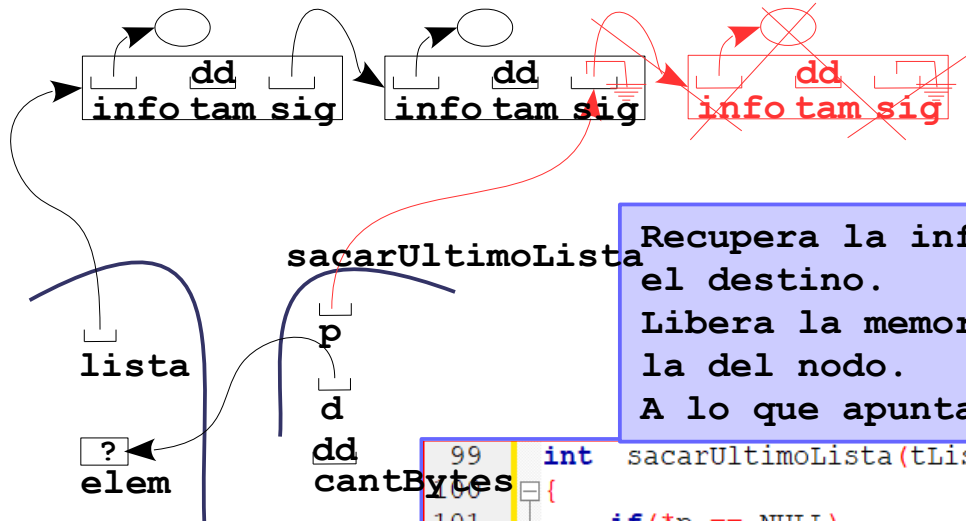 dd dd dd
info tam sig info tam sig info tam sig
sacarUltimoLista
Recupera la inf
el destino.
Libera la memor
la del nodo.
A lo que apunta
p
lista
d
?
elem
dd
cantBytes
99 int sacarUltimoLista(tLis
100 {
101 if(*p == NULL)